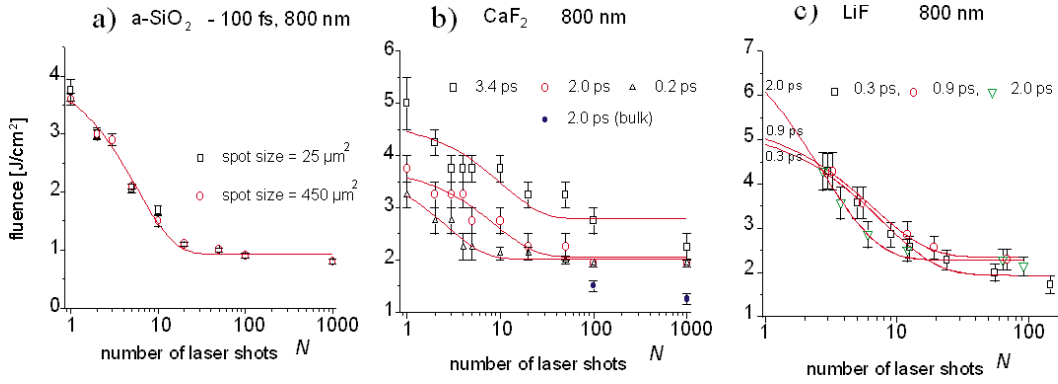 a) a-SiO₂ - 100 fs, 800 nm
fluence [J/cm²]
4
3
2
1
0
spot size = 25 µm²
spot size = 450 µm²
1 10 100 1000
number of laser shots N
b) CaF₂ 800 nm
6
5
4
3
2
1
3.4 ps 2.0 ps 0.2 ps
2.0 ps (bulk)
1 10 100 1000
number of laser shots N
c) LiF 800 nm
7
6
5
4
3
2
1
2.0 ps
0.9 ps
0.3 ps
0.3 ps, 0.9 ps, 2.0 ps
1 10 100
number of laser shots N